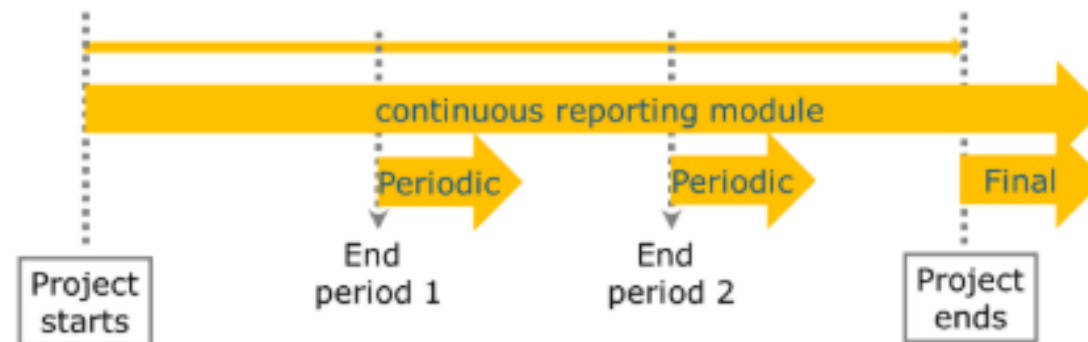 continuous reporting module
Periodic
Periodic
Final
End
period 1
End
period 2
Project
starts
Project
ends